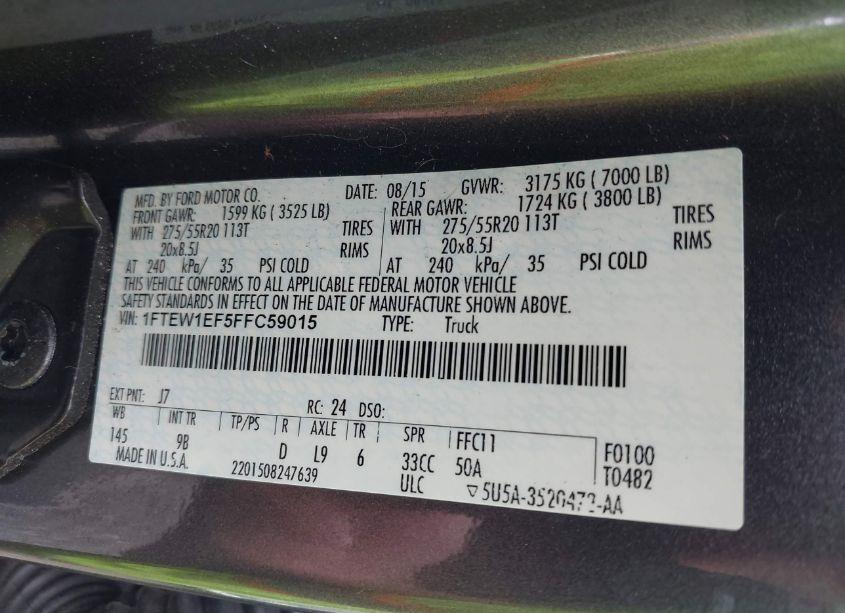 MFD. BY FORD MOTOR CO. DATE: 08/15 GVWR: 3175 KG ( 7000 LB)
FRONT GAWR: 1599 KG ( 3525 LB) REAR GAWR: 1724 KG ( 3800 LB)
WITH 275/55R20 113T TIRES WITH 275/55R20 113T TIRES
20x8.5J RIMS 20x8.5J RIMS
AT 240 kPa/ 35 PSI COLD AT 240 kPa/ 35 PSI COLD
THIS VEHICLE CONFORMS TO ALL APPLICABLE FEDERAL MOTOR VEHICLE
SAFETY STANDARDS IN EFFECT ON THE DATE OF MANUFACTURE SHOWN ABOVE.
VIN: 1FTEW1EF5FFC59015 TYPE: Truck
EXT PNT: J7 RC: 24 DSO:
WB INT TR TP/PS R AXLE TR SPR FFC11 F0100
145 9B D L9 6 33CC 50A T0482
MADE IN U.S.A. 2201508247639 ULC ▽5U5A-3520472-AA